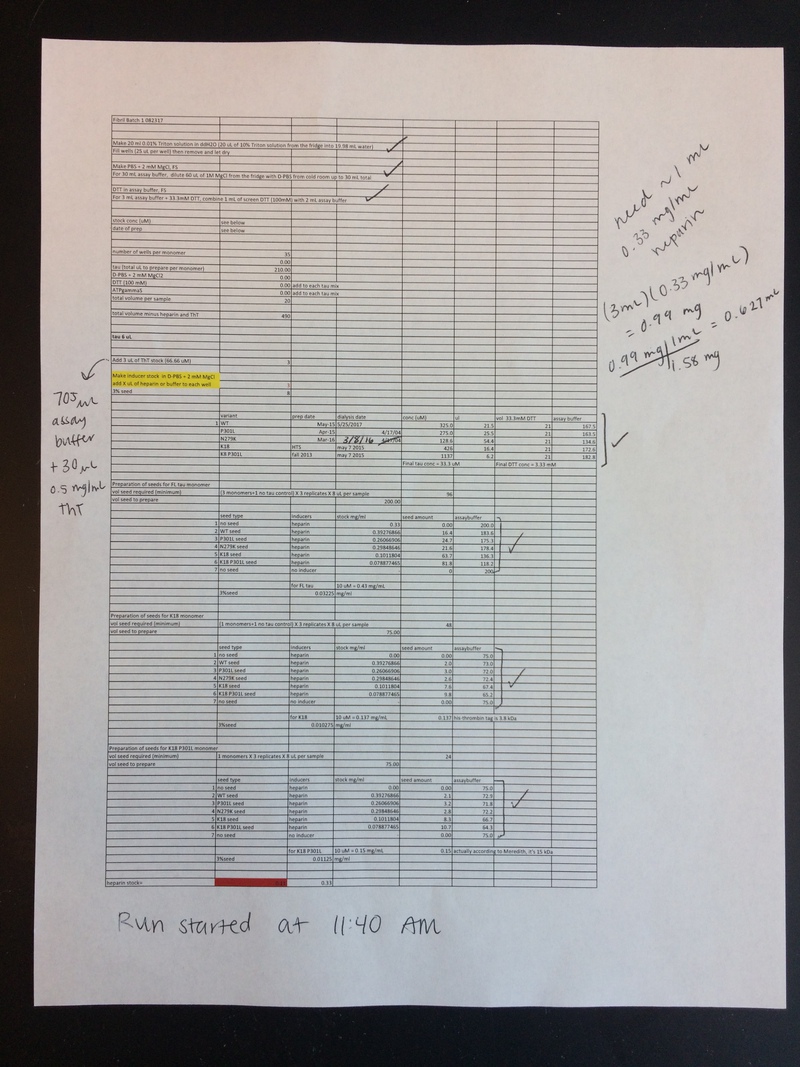 Fibril Batch 1 082317
Make 20 ml 0.01% Triton solution in ddH2O (20 uL of 10% Triton solution from the fridge into 19.98 mL water)
Fill wells (25 uL per well) then remove and let dry
Make PBS + 2 mM MgCl, FS
For 30 mL assay buffer, dilute 60 uL of 1M MgCl from the fridge with D-PBS from cold room up to 30 mL total
DTT in assay buffer, FS
For 3 mL assay buffer + 33.3mM DTT, combine 1 mL of screen DTT (100mM) with 2 mL assay buffer
stock conc (uM) see below
date of prep see below
number of wells per monomer 35
0.00
tau (total uL to prepare per monomer) 210.00
D-PBS + 2 mM MgCl2 0.00
DTT (100 mM) 0.00 add to each tau mix
ATPgammaS 0.00 add to each tau mix
total volume per sample 20
total volume minus heparin and ThT 490
tau 6 uL
Add 3 uL of ThT stock (66.66 uM) 3
Make inducer stock in D-PBS + 2 mM MgCl
add X uL of heparin or buffer to each well 3
3% seed 8
variant prep date dialysis date conc (uM) ul vol 33.3mM DTT assay buffer
1 WT May-15 5/25/2017 325.0 21.5 21 167.5
P301L Apr-15 4/17/04 275.0 25.5 21 163.5
N279K Mar-16 3/8/16 128.6 54.4 21 134.6
K18 HTS may 7 2015 426 16.4 21 172.6
K8 P301L fall 2013 may 7 2015 1137 6.2 21 182.8
Final tau conc = 33.3 uM Final DTT conc = 3.33 mM
Preparation of seeds for FL tau monomer
vol seed required (minimum) (3 monomers+1 no tau control) X 3 replicates X 8 uL per sample 96
vol seed to prepare 200.00
seed type inducers stock mg/ml seed amount assaybuffer
1 no seed heparin 0.33 0.00 200.0
2 WT seed heparin 0.39276866 16.4 183.6
3 P301L seed heparin 0.26066906 24.7 175.3
4 N279K seed heparin 0.29848646 21.6 178.4
5 K18 seed heparin 0.1011804 63.7 136.3
6 K18 P301L seed heparin 0.078877465 81.8 118.2
7 no seed no inducer 0 200
for FL tau 10 uM = 0.43 mg/mL
3%seed 0.03225 mg/ml
Preparation of seeds for K18 monomer
vol seed required (minimum) (1 monomers+1 no tau control) X 3 replicates X 8 uL per sample 48
vol seed to prepare 75.00
seed type inducers stock mg/ml seed amount assaybuffer
1 no seed heparin 0.00 0.00 75.0
2 WT seed heparin 0.39276866 2.0 73.0
3 P301L seed heparin 0.26066906 3.0 72.0
4 N279K seed heparin 0.29848646 2.6 72.4
5 K18 seed heparin 0.1011804 7.6 67.4
6 K18 P301L seed heparin 0.078877465 9.8 65.2
7 no seed no inducer 0.00 75.0
for K18 10 uM = 0.137 mg/mL 0.137 his thrombin tag is 3.8 kDa
3%seed 0.010275 mg/ml
Preparation of seeds for K18 P301L monomer
vol seed required (minimum) 1 monomers X 3 replicates X 8 uL per sample 24
vol seed to prepare 75.00
seed type inducers stock mg/ml seed amount assaybuffer
1 no seed heparin 0.00 0.00 75.0
2 WT seed heparin 0.39276866 2.1 72.9
3 P301L seed heparin 0.26066906 3.2 71.8
4 N279K seed heparin 0.29848646 2.8 72.2
5 K18 seed heparin 0.1011804 8.3 66.7
6 K18 P301L seed heparin 0.078877465 10.7 64.3
7 no seed no inducer 0.00 75.0
for K18 P301L 10 uM = 0.15 mg/mL 0.15 actually according to Meredith, it's 15 kDa
3%seed 0.01125 mg/ml
heparin stock= 0.33
need ~1 mL
0.33 mg/mL
heparin
(3mL)(0.33 mg/mL)
= 0.99 mg
0.99 mg | 1mL = 0.627 mL
1.58 mg
705 µL
assay
buffer
+ 30 µL
0.5 mg/mL
ThT
Run started at 11:40 AM